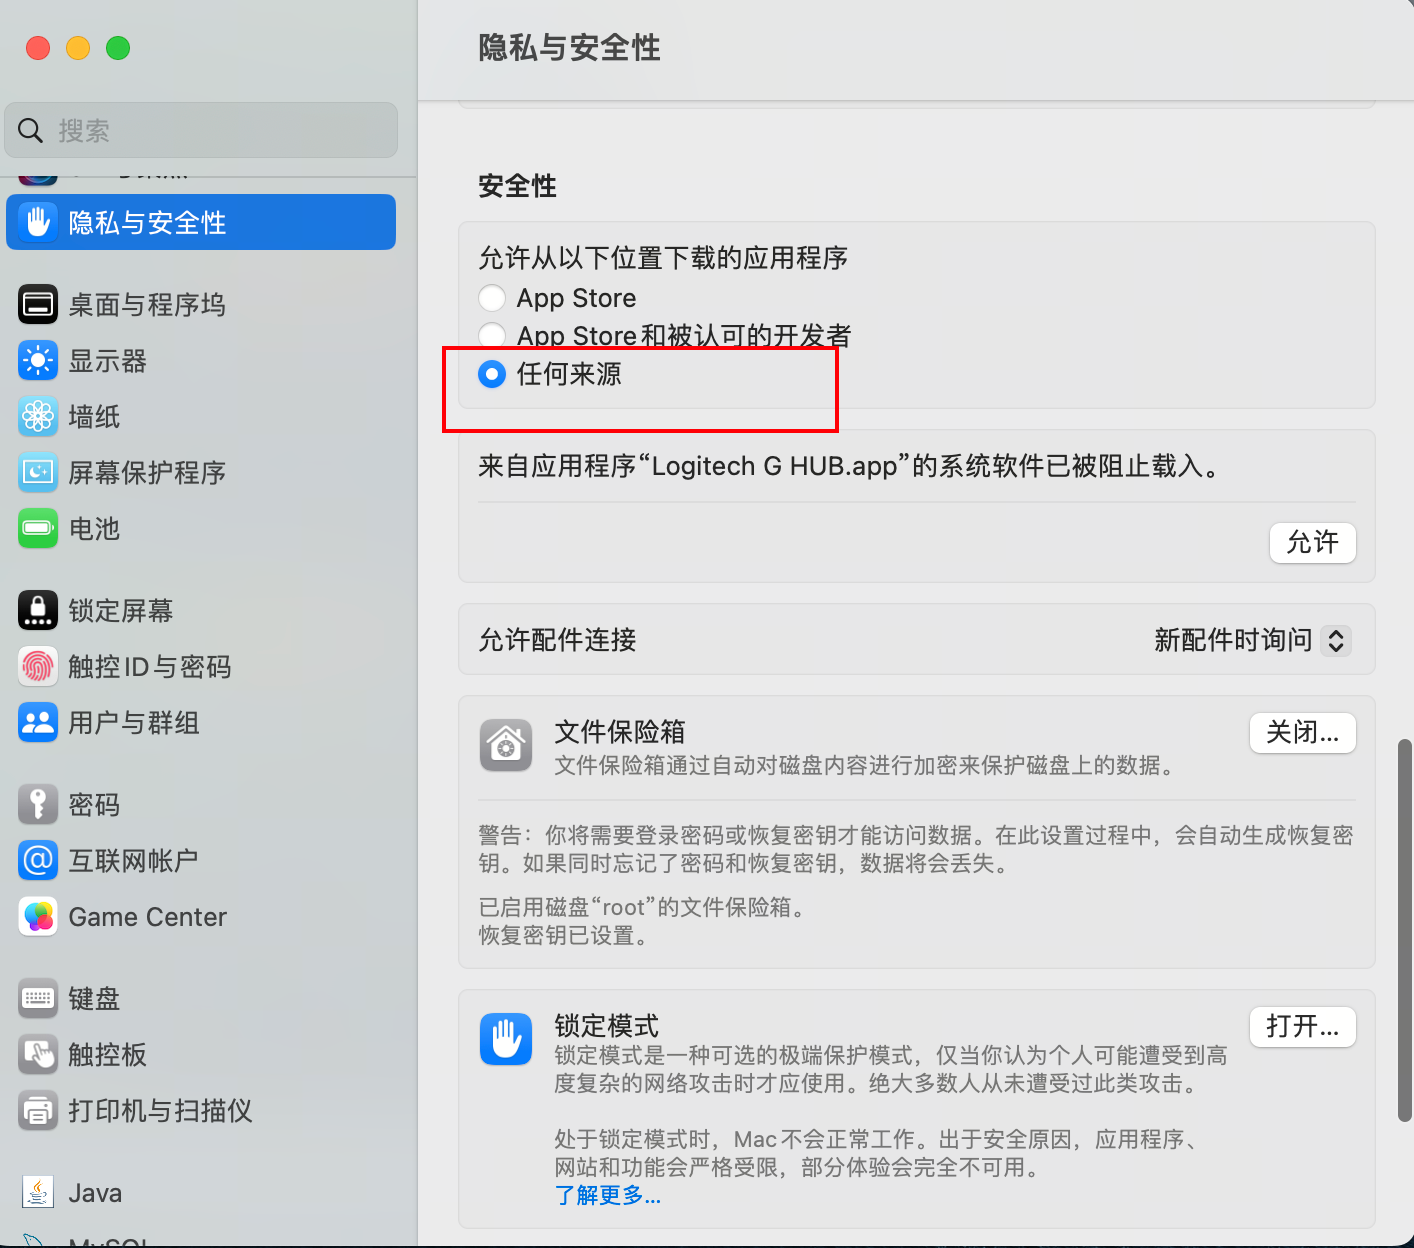 隐私与安全性
搜索
隐私与安全性
桌面与程序坞
显示器
墙纸
屏幕保护程序
电池
锁定屏幕
触控 ID 与密码
用户与群组
密码
互联网帐户
Game Center
键盘
触控板
打印机与扫描仪
Java
MySQL
安全性
允许从以下位置下载的应用程序
App Store
App Store 和被认可的开发者
任何来源
来自应用程序“Logitech G HUB.app”的系统软件已被阻止载入。
允许
允许配件连接
新配件时询问
文件保险箱
关闭...
文件保险箱通过自动对磁盘内容进行加密来保护磁盘上的数据。
警告：你将需要登录密码或恢复密钥才能访问数据。在此设置过程中，会自动生成恢复密
钥。如果同时忘记了密码和恢复密钥，数据将会丢失。
已启用磁盘“root”的文件保险箱。
恢复密钥已设置。
锁定模式
打开...
锁定模式是一种可选的极端保护模式，仅当你认为个人可能遭受到高
度复杂的网络攻击时才应使用。绝大多数人从未遭受过此类攻击。
处于锁定模式时，Mac 不会正常工作。出于安全原因，应用程序、
网站和功能会严格受限，部分体验会完全不可用。
了解更多...